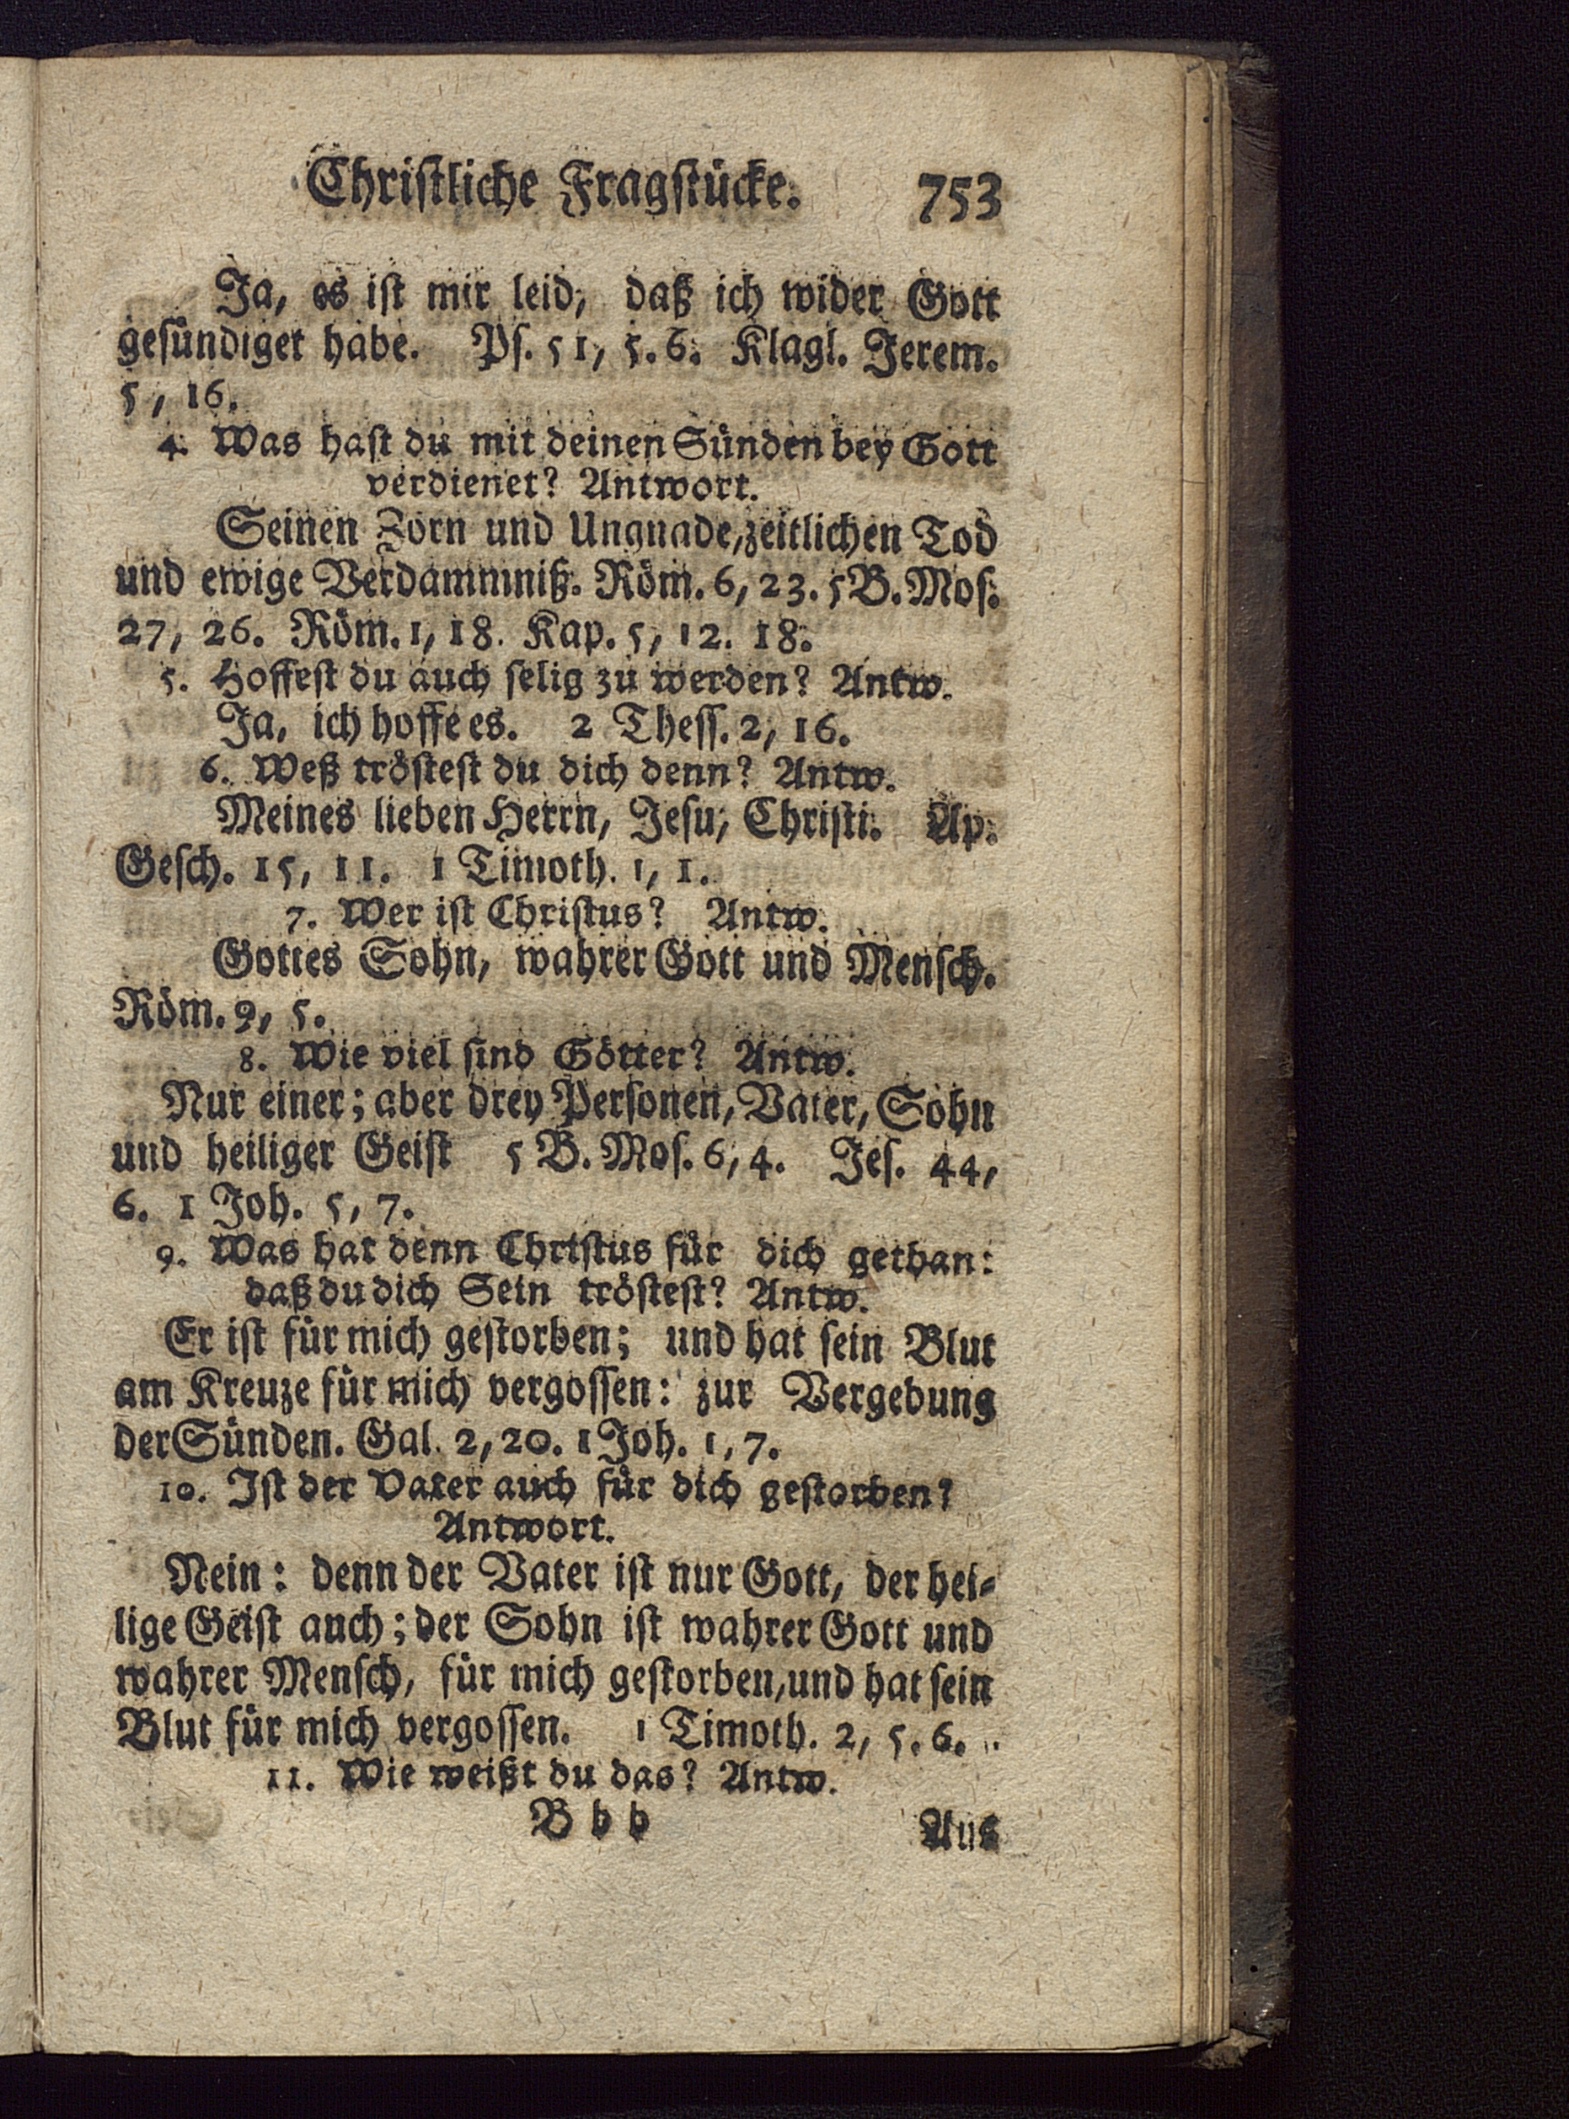 Christliche Fragstücke. 753
Ja, es ist mir leid, daß ich wider Gott
gesündiget habe. Ps. 51, 5. 6. Klagl. Jerem.
5, 16.
4. Was hast du mit deinen Sünden bey Gott
verdienet? Antwort.
Seinen Zorn und Ungnade, zeitlichen Tod
und ewige Verdammniß. Röm. 6, 23. 5 B. Mos.
27, 26. Röm. 1, 18. Kap. 5, 12. 18.
5. Hoffest du auch selig zu werden? Antw.
Ja, ich hoffe es. 2 Thess. 2, 16.
6. Weß tröstest du dich denn? Antw.
Meines lieben Herrn, Jesu, Christi. Ap.
Gesch. 15, 11. 1 Timoth. 1, 1.
7. Wer ist Christus? Antw.
Gottes Sohn, wahrer Gott und Mensch.
Röm. 9, 5.
8. Wie viel sind Götter? Antw.
Nur einer; aber drey Personen, Vater, Sohn
und heiliger Geist 5 B. Mos. 6, 4. Jes. 44,
6. 1 Joh. 5, 7.
9. Was hat denn Christus für dich gethan:
daß du dich Sein tröstest? Antw.
Er ist für mich gestorben; und hat sein Blut
am Kreuze für mich vergossen: zur Vergebung
der Sünden. Gal. 2, 20. 1 Joh. 1, 7.
10. Ist der Vater auch für dich gestorben?
Antwort.
Nein: denn der Vater ist nur Gott, der hei-
lige Geist auch; der Sohn ist wahrer Gott und
wahrer Mensch, für mich gestorben, und hat sein
Blut für mich vergossen. 1 Timoth. 2, 5. 6.
11. Wie weißt du das? Antw.
B b b Aus